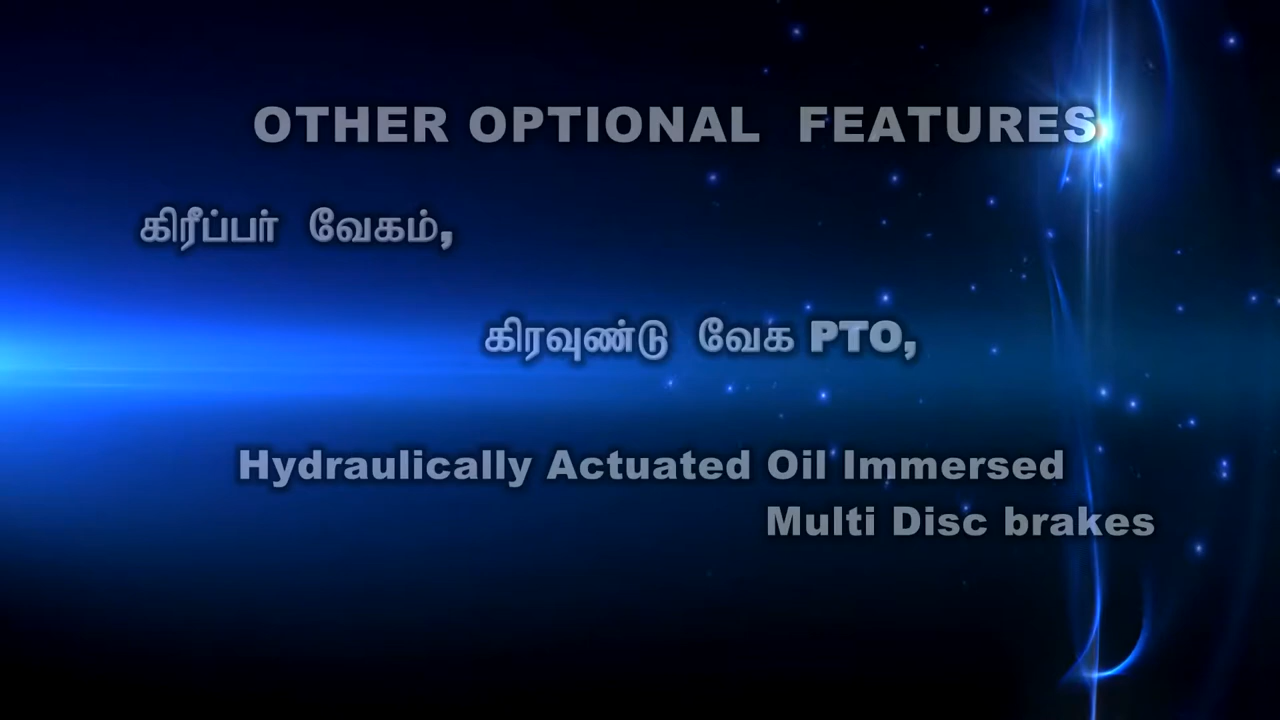 OTHER OPTIONAL FEATURES
கிரீப்பர் வேகம்,
கிரவுண்டு வேக PTO,
Hydraulically Actuated Oil Immersed
Multi Disc brakes